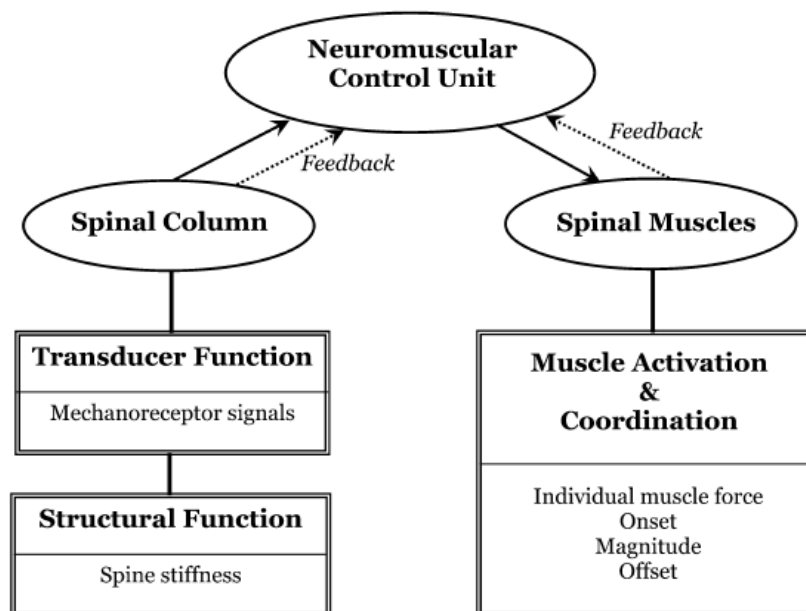 Neuromuscular
Control Unit
Feedback
Feedback
Spinal Column
Spinal Muscles
Transducer Function
Mechanoreceptor signals
Structural Function
Spine stiffness
Muscle Activation
&
Coordination
Individual muscle force
Onset
Magnitude
Offset